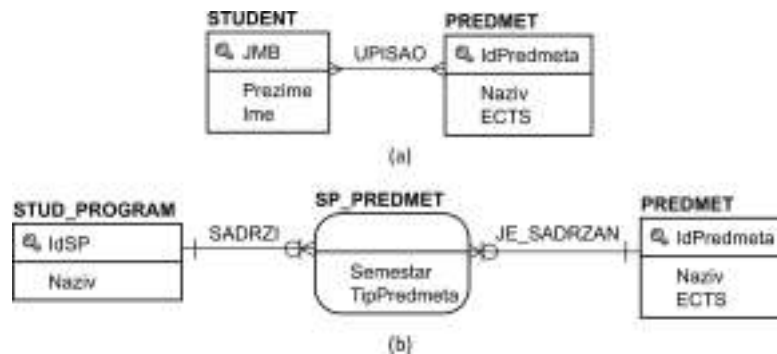 STUDENT
JMB
Prezime
Ime
UPISAO
PREDMET
IdPredmeta
Naziv
ECTS
(a)
STUD_PROGRAM
IdSP
Naziv
SADRZI
SP_PREDMET
Semestar
TipPredmeta
JE_SADRZAN
PREDMET
IdPredmeta
Naziv
ECTS
(b)